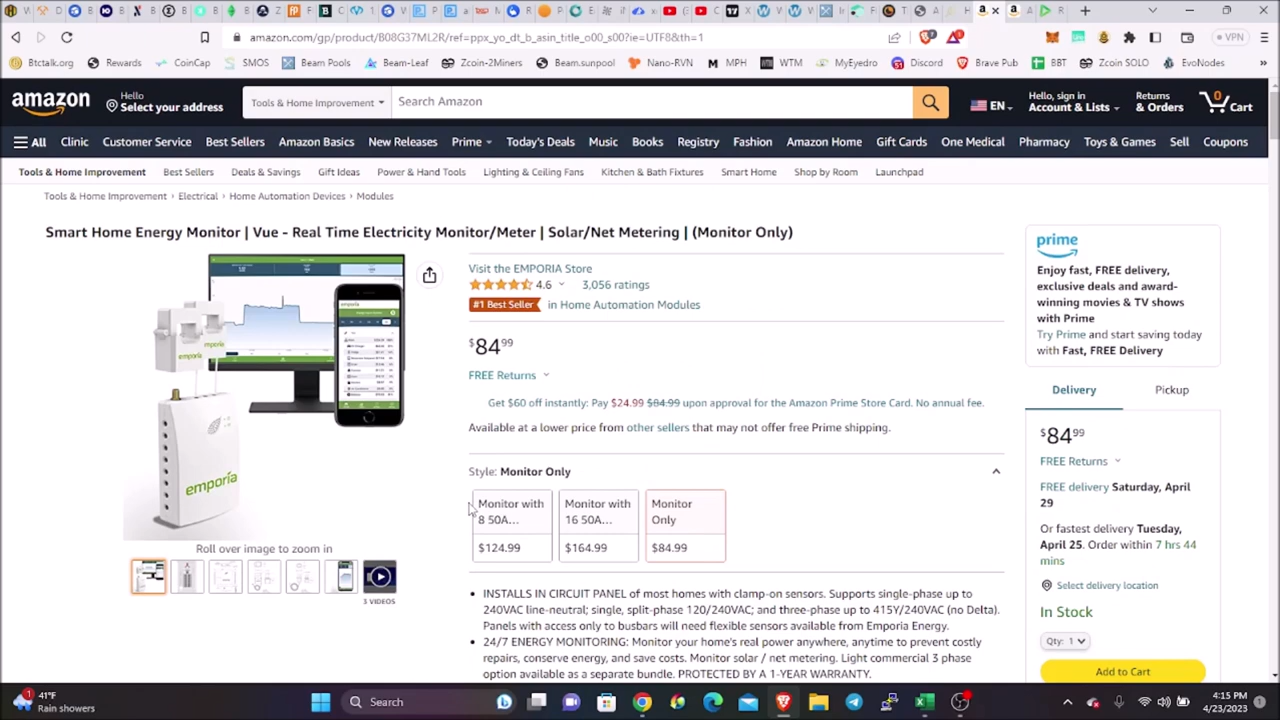 amazon.com/gp/product/B08G37ML2R/ref=ppx_yo_dt_b_asin_title_o00_s00?ie=UTF8&th=1
VPN
Btctalk.org Rewards CoinCap SMOS Beam Pools Beam-Leaf Zcoin-2Miners Beam.sunpool Nano-RVN MPH WTM MyEyedro Discord Brave Pub BBT Zcoin SOLO EvoNodes
amazon
Hello
Select your address
Tools & Home Improvement
Search Amazon
EN
Hello, sign in
Account & Lists
Returns
& Orders
0
Cart
All Clinic Customer Service Best Sellers Amazon Basics New Releases Prime Today's Deals Music Books Registry Fashion Amazon Home Gift Cards One Medical Pharmacy Toys & Games Sell Coupons
Tools & Home Improvement Best Sellers Deals & Savings Gift Ideas Power & Hand Tools Lighting & Ceiling Fans Kitchen & Bath Fixtures Smart Home Shop by Room Launchpad
Tools & Home Improvement › Electrical › Home Automation Devices › Modules
Smart Home Energy Monitor | Vue - Real Time Electricity Monitor/Meter | Solar/Net Metering | (Monitor Only)
emporia
Roll over image to zoom in
3 VIDEOS
Visit the EMPORIA Store
4.6 3,056 ratings
#1 Best Seller in Home Automation Modules
$84 99
FREE Returns
Get $60 off instantly: Pay $24.99 $84.99 upon approval for the Amazon Prime Store Card. No annual fee.
Available at a lower price from other sellers that may not offer free Prime shipping.
Style: Monitor Only
Monitor with
8 50A...
$124.99
Monitor with
16 50A...
$164.99
Monitor
Only
$84.99
• INSTALLS IN CIRCUIT PANEL of most homes with clamp-on sensors. Supports single-phase up to
240VAC line-neutral; single, split-phase 120/240VAC; and three-phase up to 415Y/240VAC (no Delta).
Panels with access only to busbars will need flexible sensors available from Emporia Energy.
• 24/7 ENERGY MONITORING: Monitor your home's real power anywhere, anytime to prevent costly
repairs, conserve energy, and save costs. Monitor solar / net metering. Light commercial 3 phase
option available as a separate bundle. PROTECTED BY A 1-YEAR WARRANTY.
prime
Enjoy fast, FREE delivery,
exclusive deals and award-
winning movies & TV shows
with Prime
Try Prime and start saving today
with Fast, FREE Delivery
Delivery Pickup
$84 99
FREE Returns
FREE delivery Saturday, April
29
Or fastest delivery Tuesday,
April 25. Order within 7 hrs 44
mins
Select delivery location
In Stock
Qty: 1
Add to Cart
1
41°F
Rain showers
Search
4:15 PM
4/23/2023